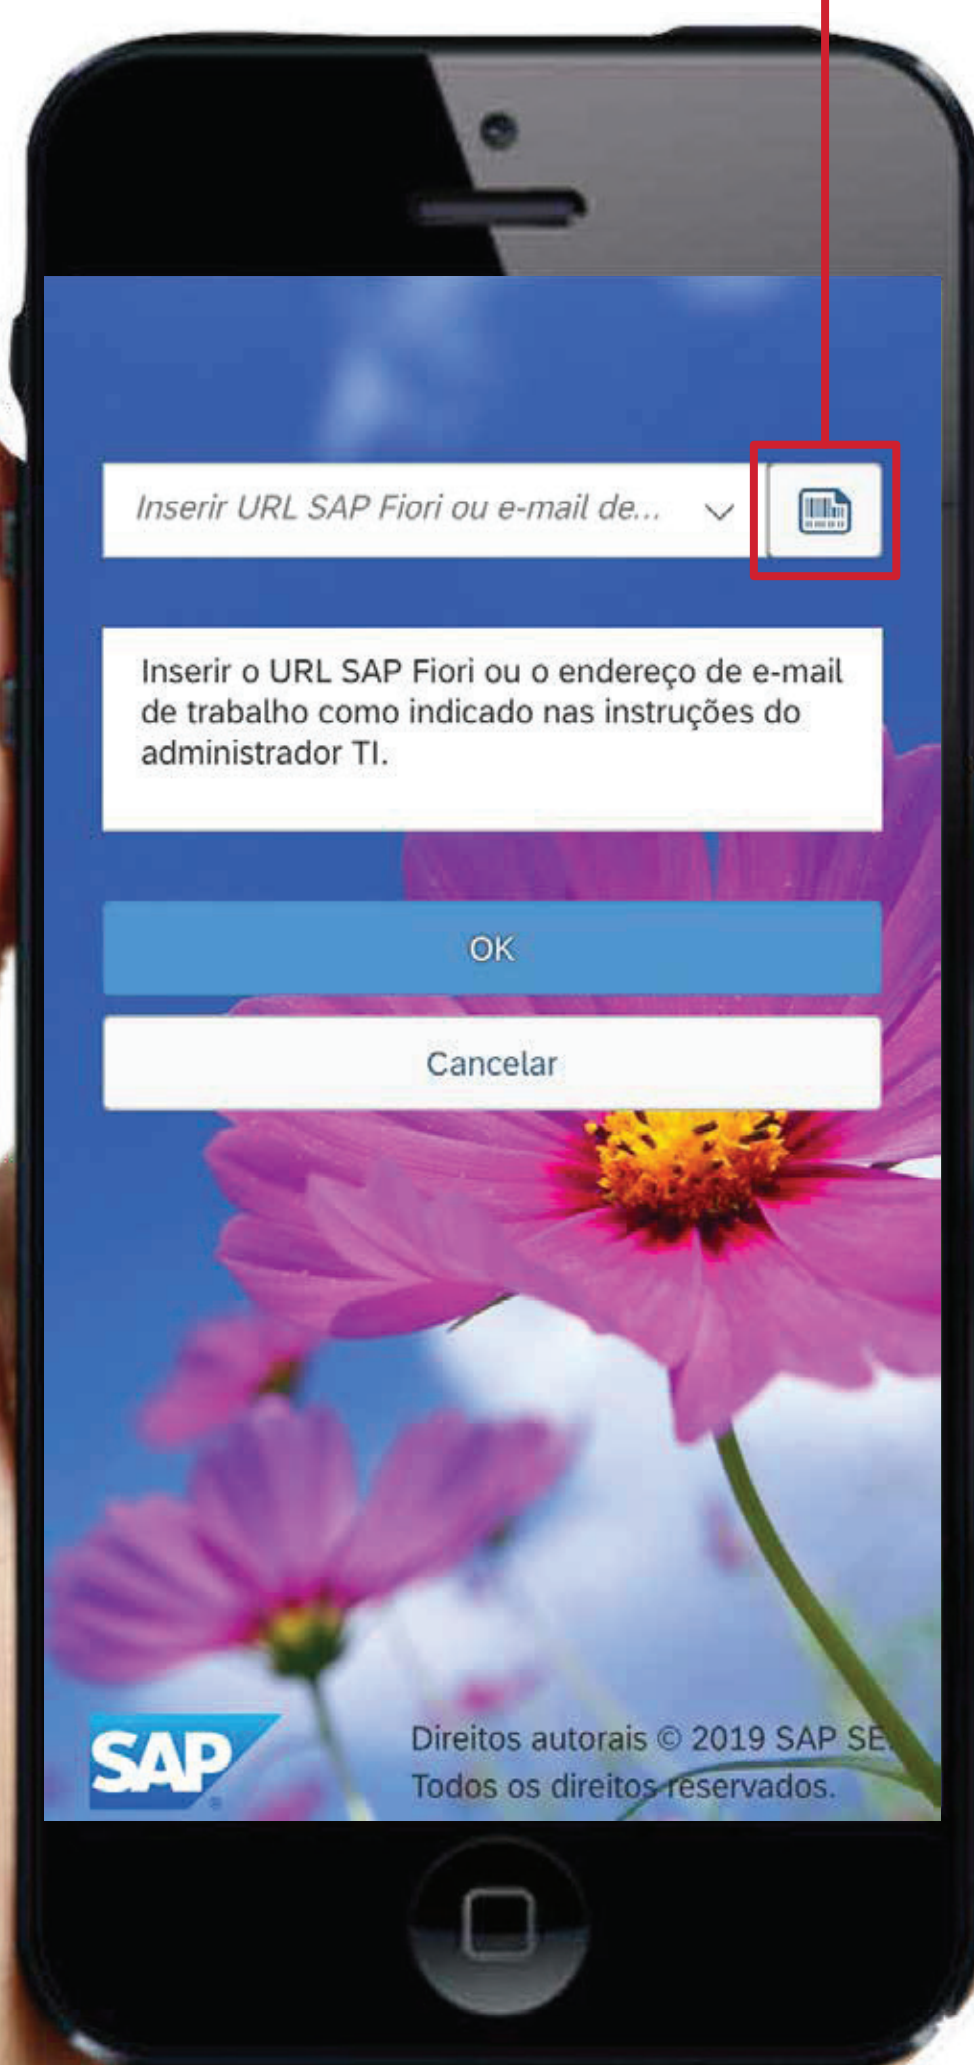 Inserir URL SAP Fiori ou e-mail de...
Inserir o URL SAP Fiori ou o endereço de e-mail
de trabalho como indicado nas instruções do
administrador TI.
OK
Cancelar
SAP
®
Direitos autorais © 2019 SAP SE.
Todos os direitos reservados.